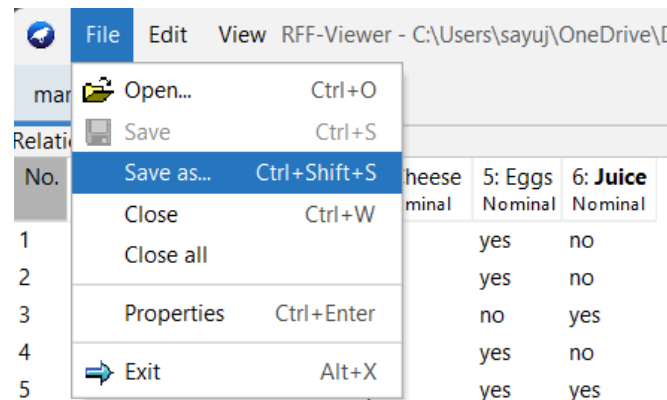 File Edit View RFF-Viewer - C:\Users\sayuj\OneDrive\D
mar
Open... Ctrl+O
Save Ctrl+S
Relati
Save as... Ctrl+Shift+S
Close Ctrl+W
Close all
Properties Ctrl+Enter
Exit Alt+X
No. heese 5: Eggs 6: Juice
minal Nominal Nominal
1 yes no
2 yes no
3 no yes
4 yes no
5 yes yes